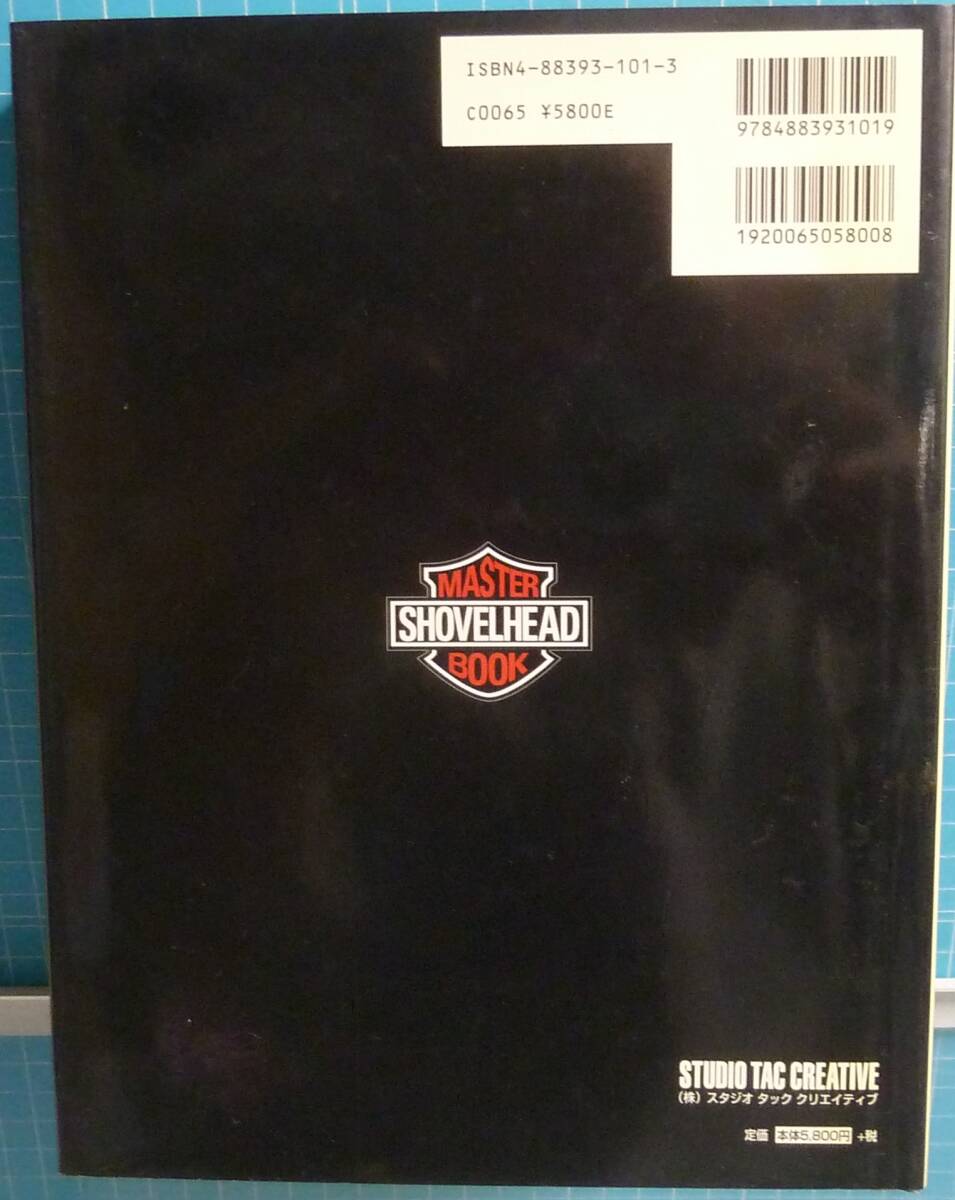 ISBN4-88393-101-3
C0065 ¥5800E
9784883931019
1920065058008
MASTER
SHOVELHEAD
BOOK
STUDIO TAC CREATIVE
(株) スタジオ タック クリエイティブ
定価 本体5,800円 +税